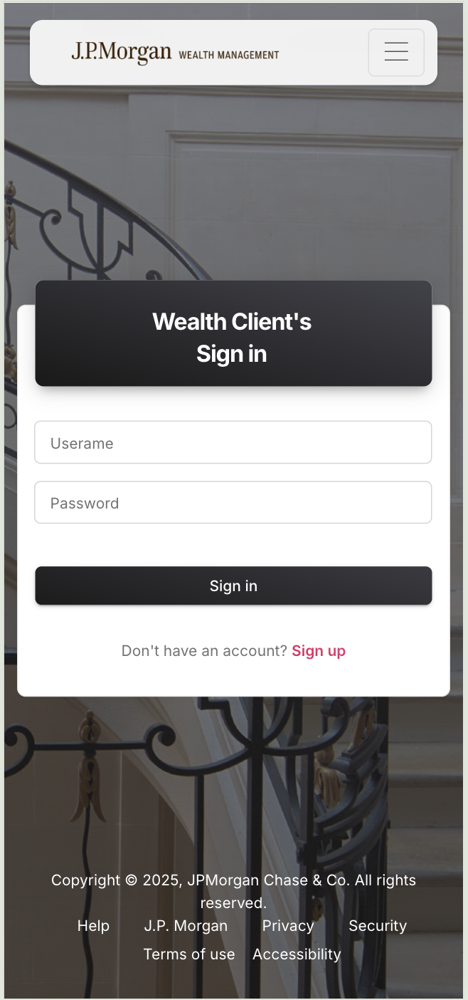 J.P.Morgan WEALTH MANAGEMENT
Wealth Client's
Sign in
Userame
Password
Sign in
Don't have an account? Sign up
Copyright © 2025, JPMorgan Chase & Co. All rights
reserved.
Help J.P. Morgan Privacy Security
Terms of use Accessibility